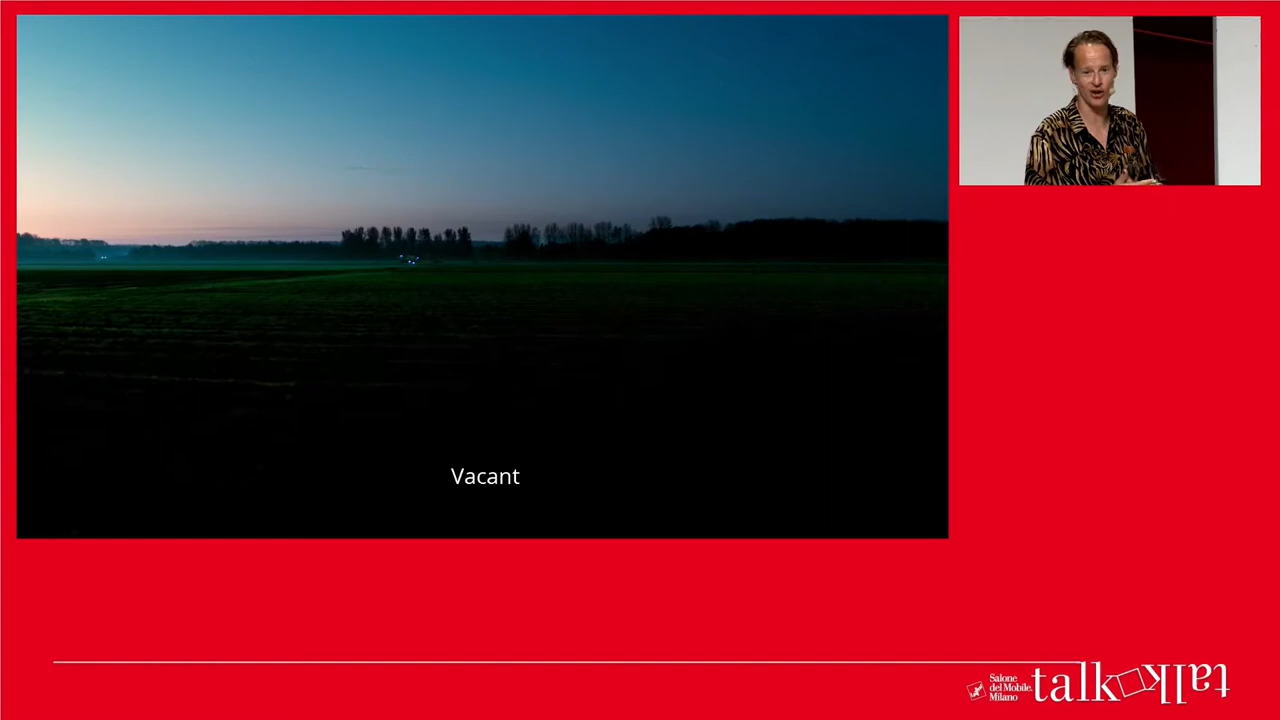 Vacant
Salone
del Mobile.
Milano
talk talk